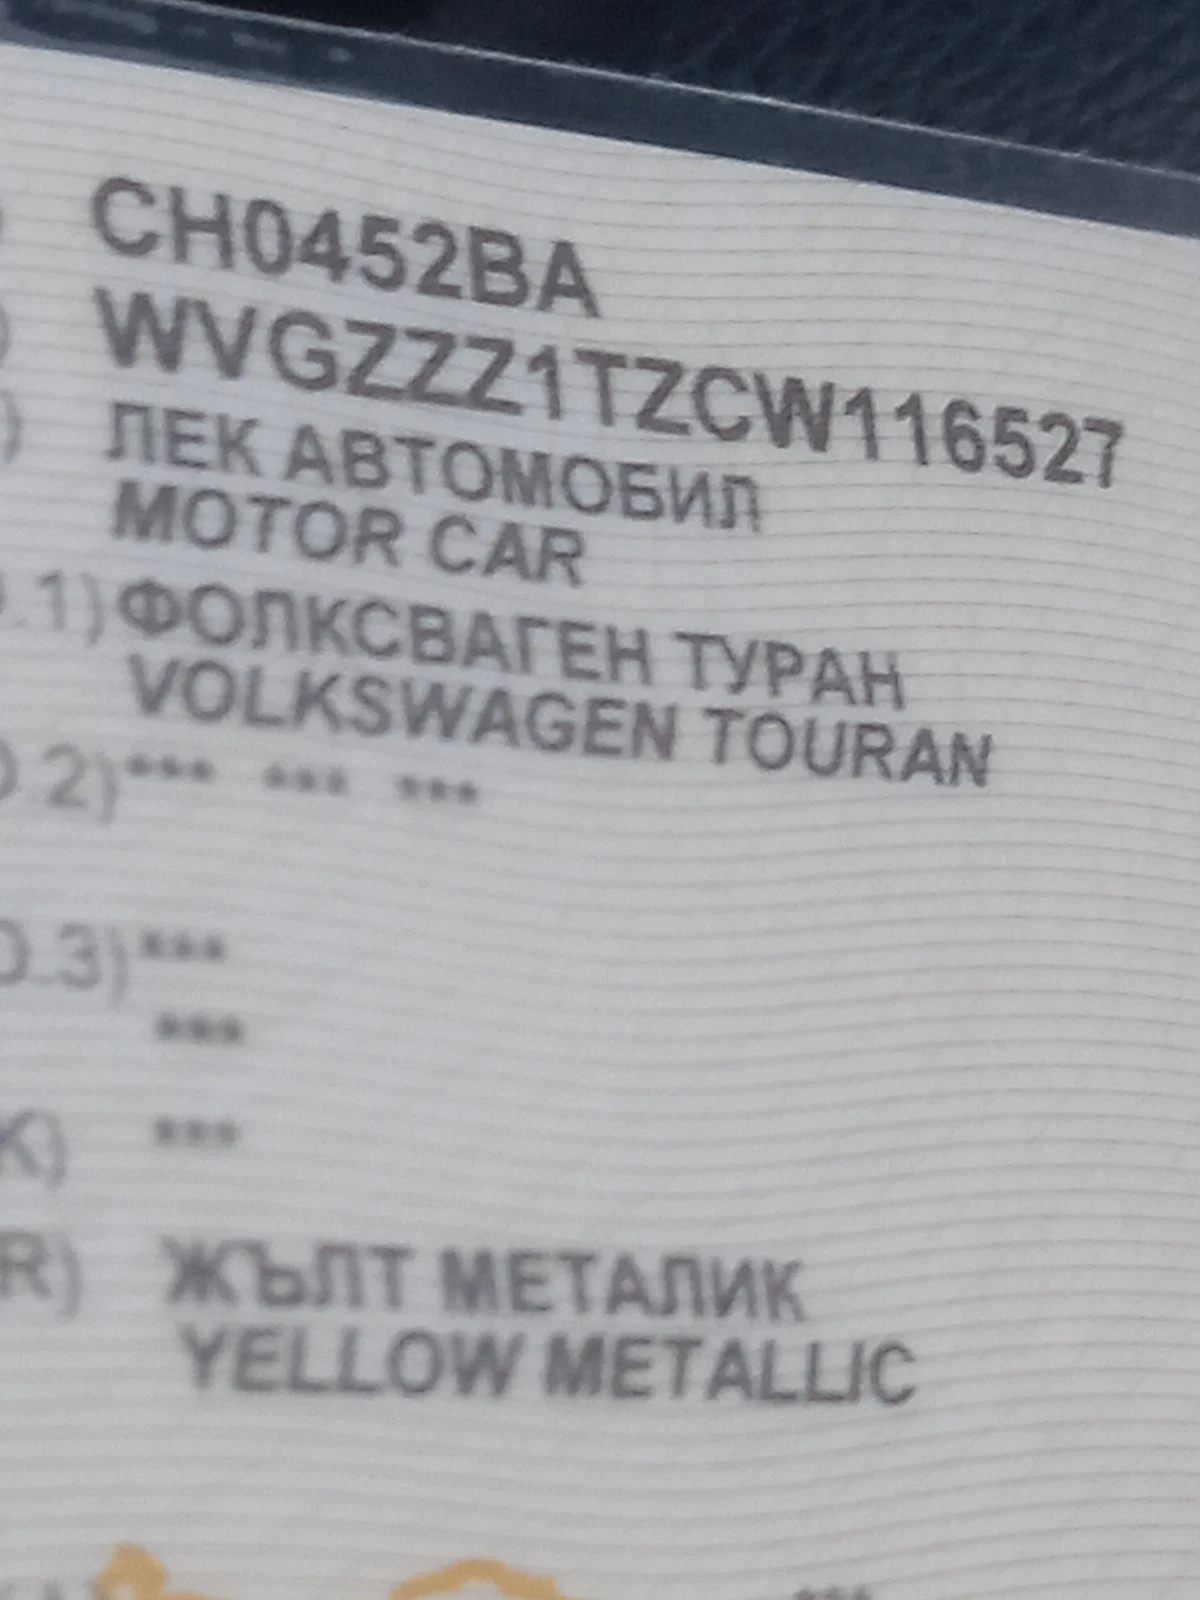 CH0452BA
WVGZZZ1TZCW116527
ЛЕК АВТОМОБИЛ
MOTOR CAR
.1) ФОЛКСВАГЕН ТУРАН
VOLKSWAGEN TOURAN
D.2) *** *** ***
D.3) ***
***
K) ***
R) ЖЪЛТ МЕТАЛИК
YELLOW METALLIC